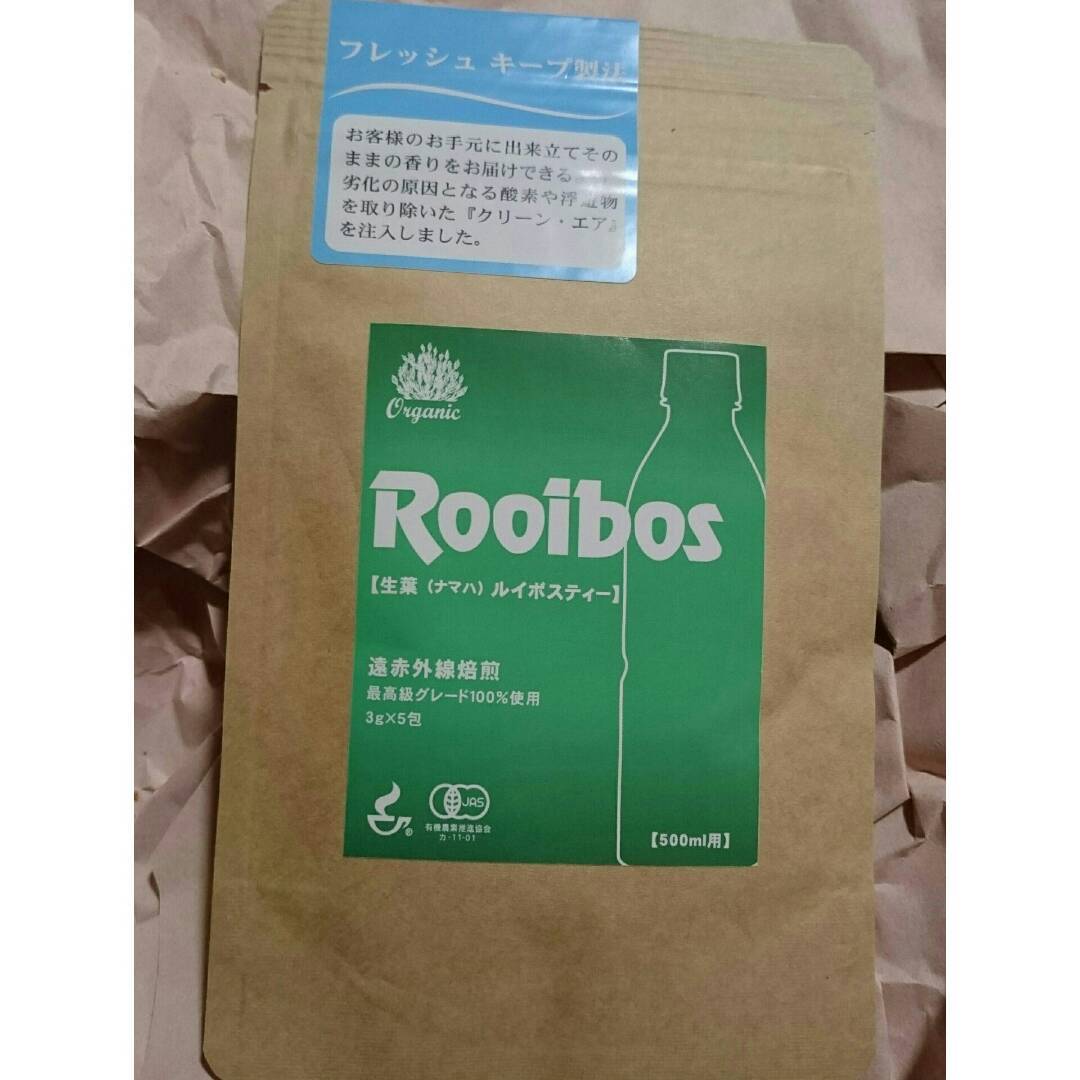 フレッシュ キープ製法
お客様のお手元に出来立てその
ままの香りをお届けできる
劣化の原因となる酸素や浮遊物
を取り除いた『クリーン・エア』
を注入しました。
Organic
Rooibos
【生葉（ナマハ）ルイボスティー】
遠赤外線焙煎
最高級グレード100%使用
3g×5包
® JAS
有機農業推進協会
カ-11-01
【500ml用】